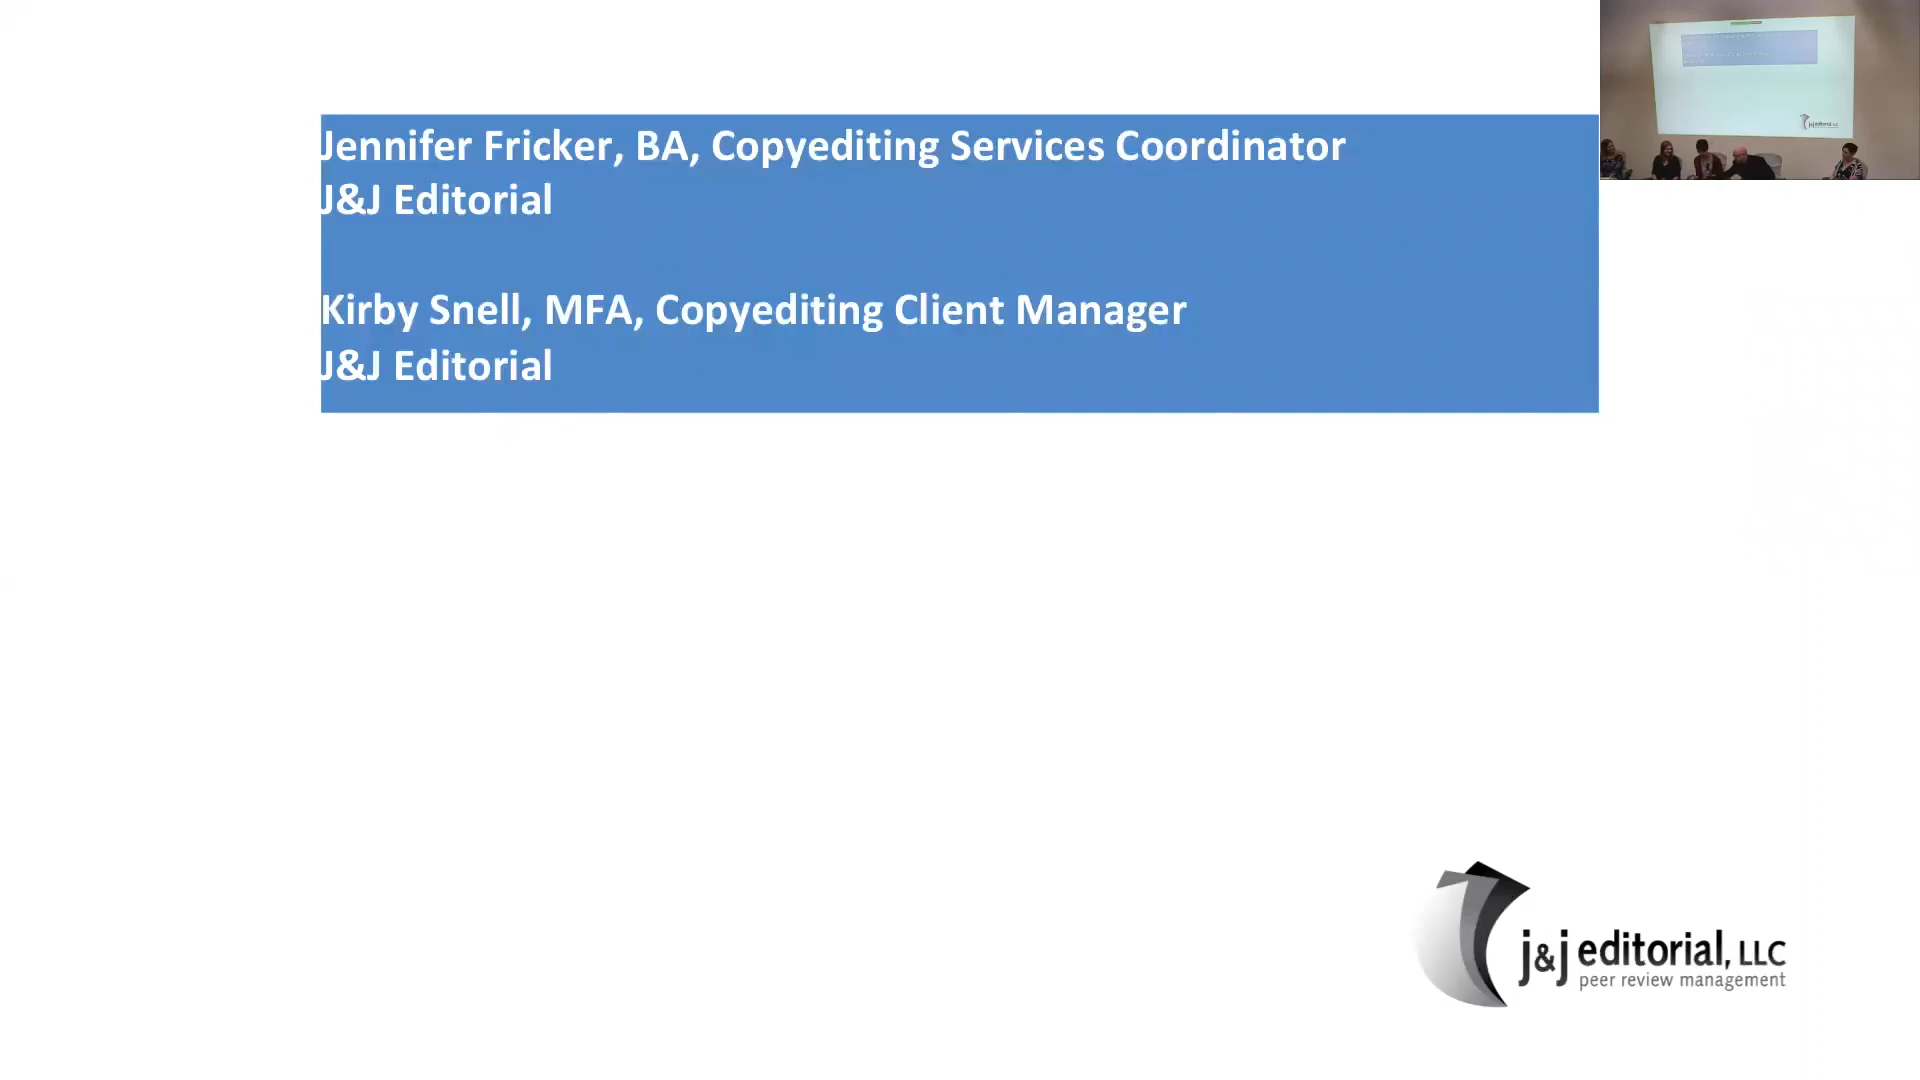 Jennifer Fricker, BA, Copyediting Services Coordinator
J&J Editorial
Kirby Snell, MFA, Copyediting Client Manager
J&J Editorial
j&j editorial, LLC
peer review management